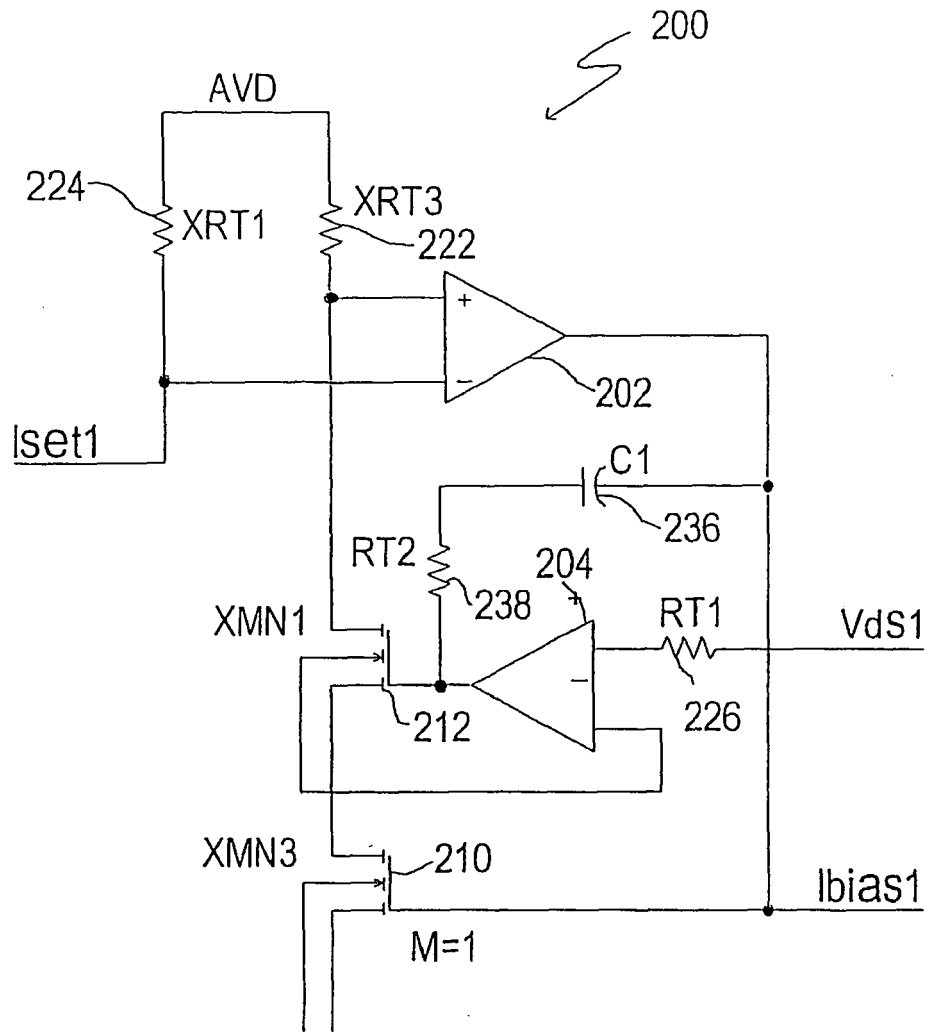 200
AVD
224
XRT1
XRT3
222
+
−
202
Iset1
C1
236
RT2
238
204
+
−
RT1
226
Vds1
XMN1
212
XMN3
210
M=1
Ibias1